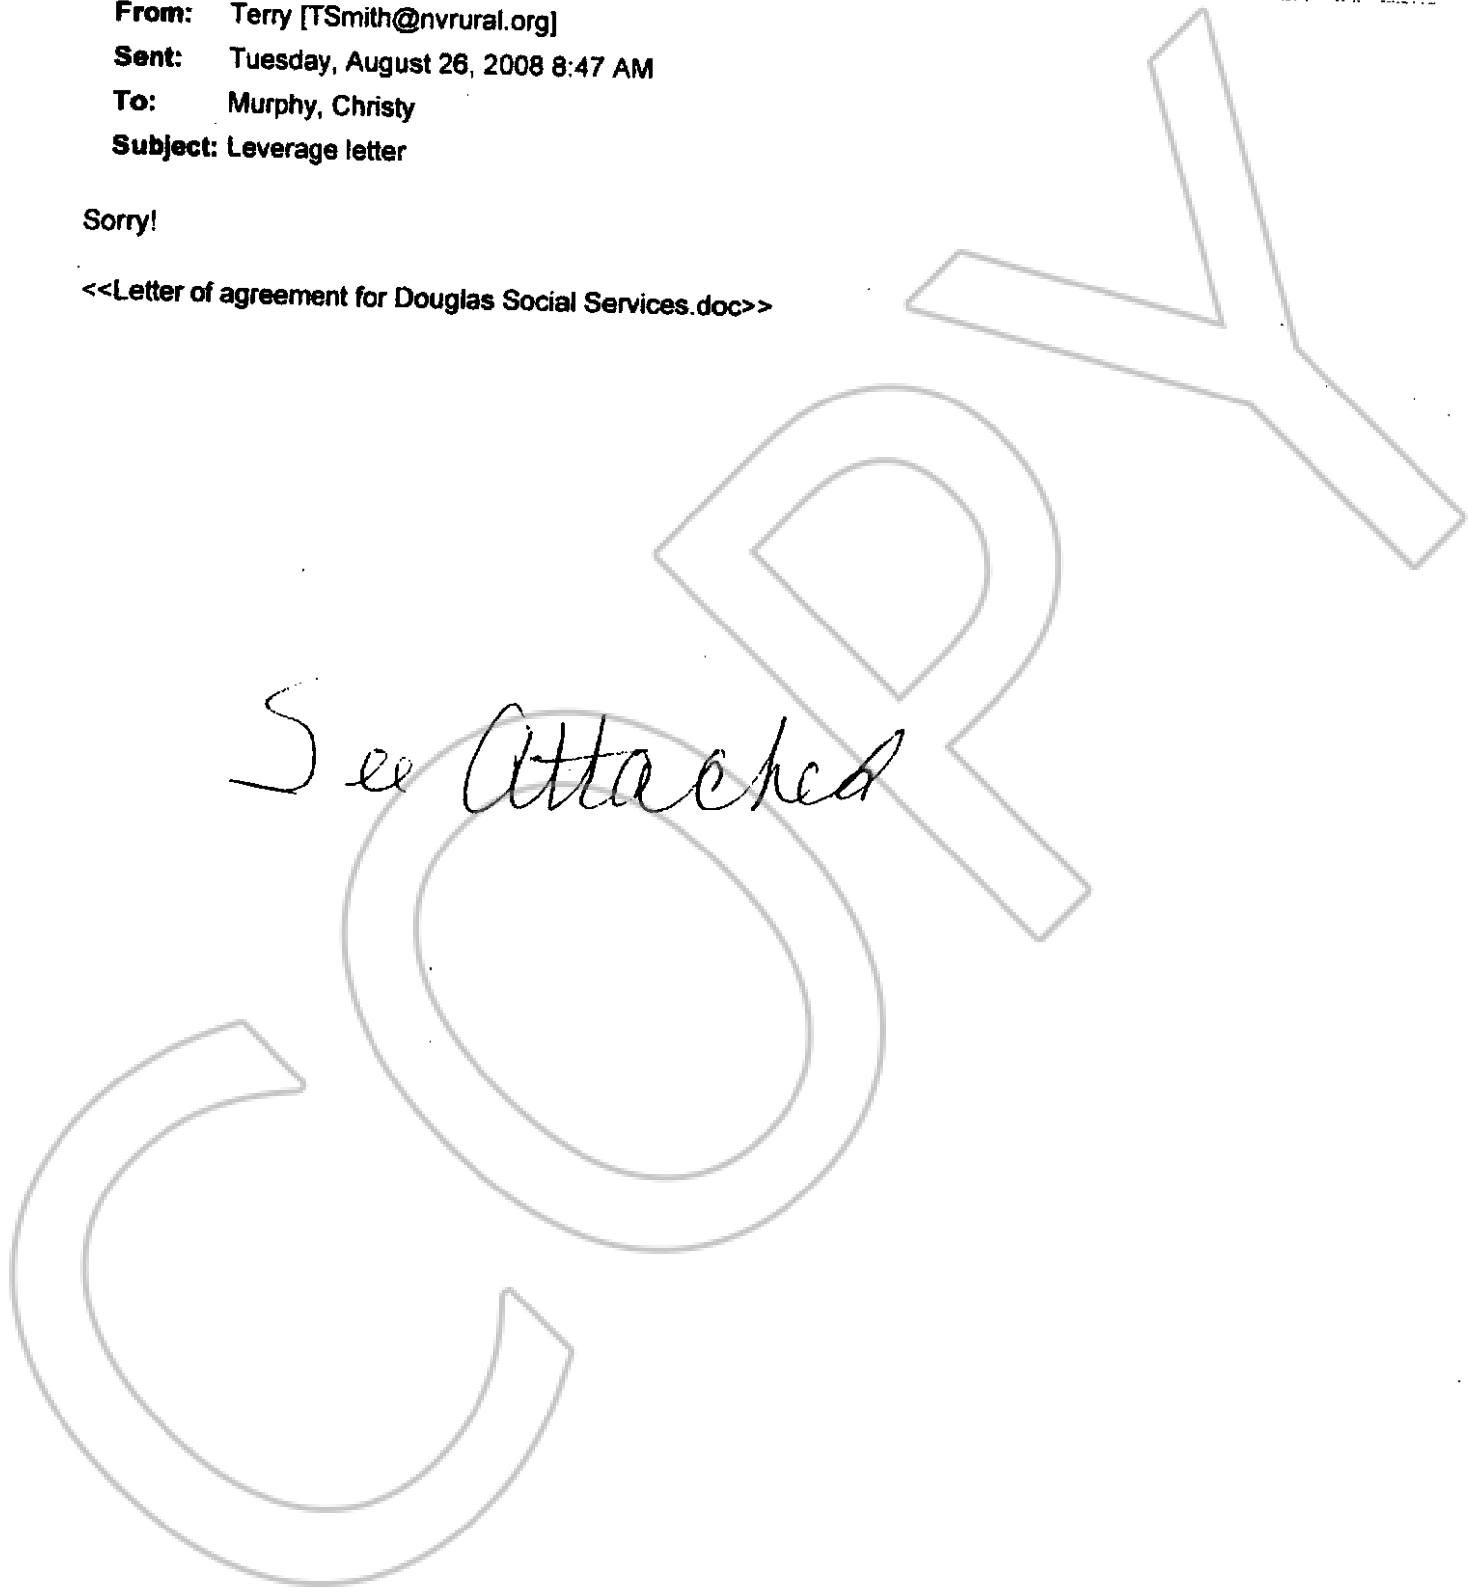 From: Terry [TSmith@nvrural.org]
Sent: Tuesday, August 26, 2008 8:47 AM
To: Murphy, Christy
Subject: Leverage letter
Sorry!
<<Letter of agreement for Douglas Social Services.doc>>
See Attached
COPY